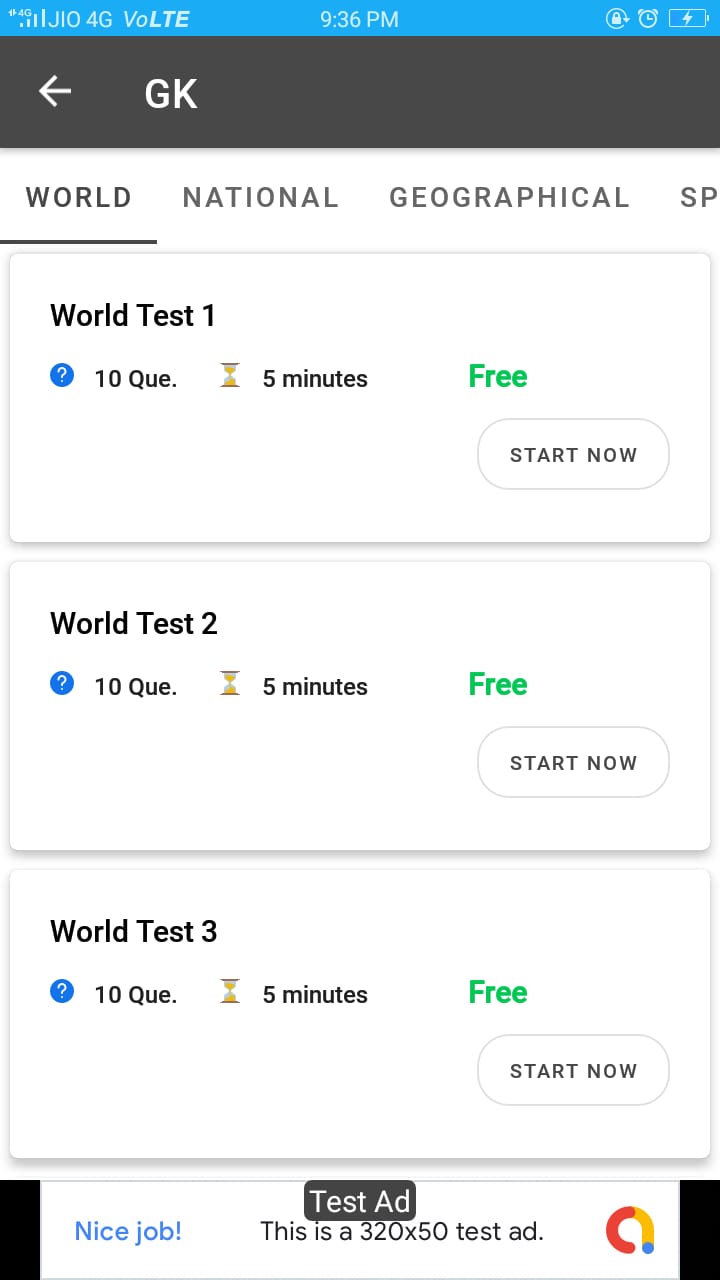 4G JIO 4G VoLTE 9:36 PM
GK
WORLD NATIONAL GEOGRAPHICAL SP
World Test 1
? 10 Que. 5 minutes Free
START NOW
World Test 2
? 10 Que. 5 minutes Free
START NOW
World Test 3
? 10 Que. 5 minutes Free
START NOW
Test Ad
Nice job! This is a 320x50 test ad.